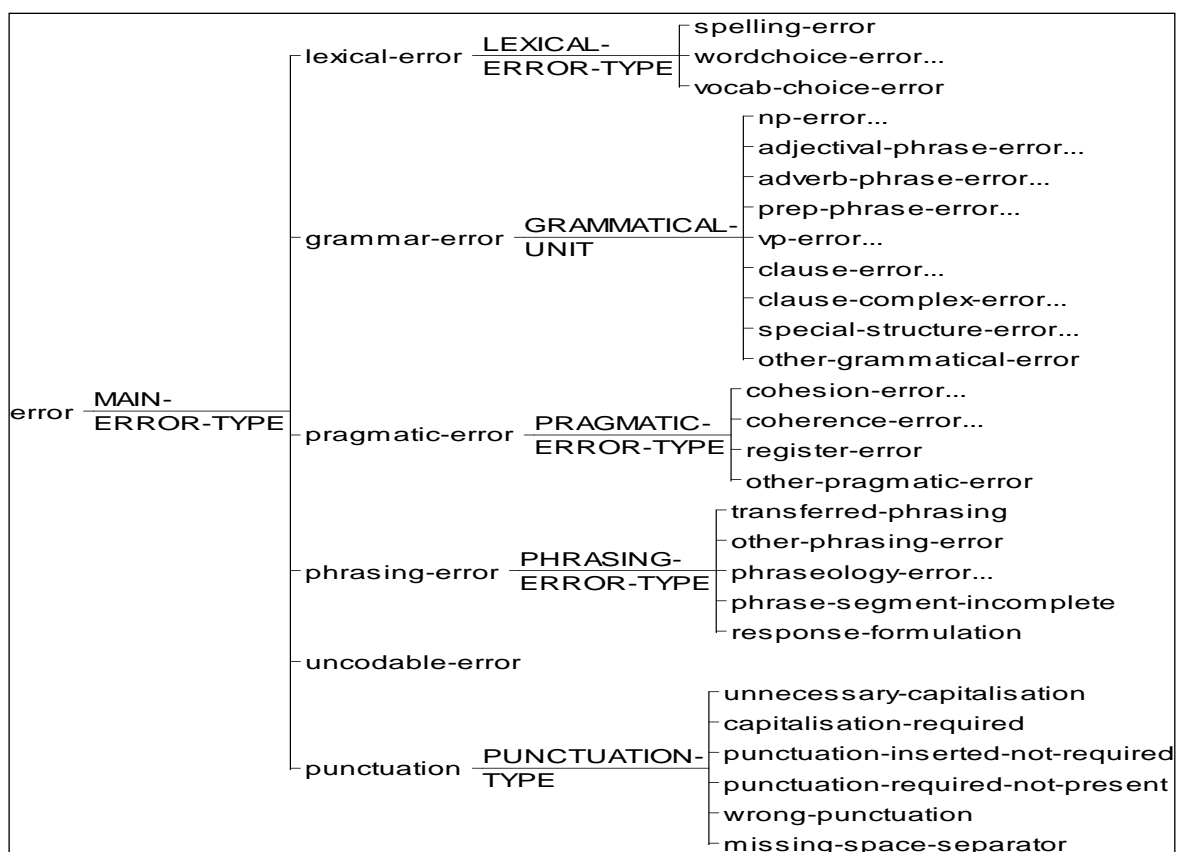 error
MAIN-
ERROR-TYPE
lexical-error
LEXICAL-
ERROR-TYPE
spelling-error
wordchoice-error...
vocab-choice-error
grammar-error
GRAMMATICAL-
UNIT
np-error...
adjectival-phrase-error...
adverb-phrase-error...
prep-phrase-error...
vp-error...
clause-error...
clause-complex-error...
special-structure-error...
other-grammatical-error
pragmatic-error
PRAGMATIC-
ERROR-TYPE
cohesion-error...
coherence-error...
register-error
other-pragmatic-error
phrasing-error
PHRASING-
ERROR-TYPE
transferred-phrasing
other-phrasing-error
phraseology-error...
phrase-segment-incomplete
response-formulation
uncodable-error
punctuation
PUNCTUATION-
TYPE
unnecessary-capitalisation
capitalisation-required
punctuation-inserted-not-required
punctuation-required-not-present
wrong-punctuation
missing-space-separator